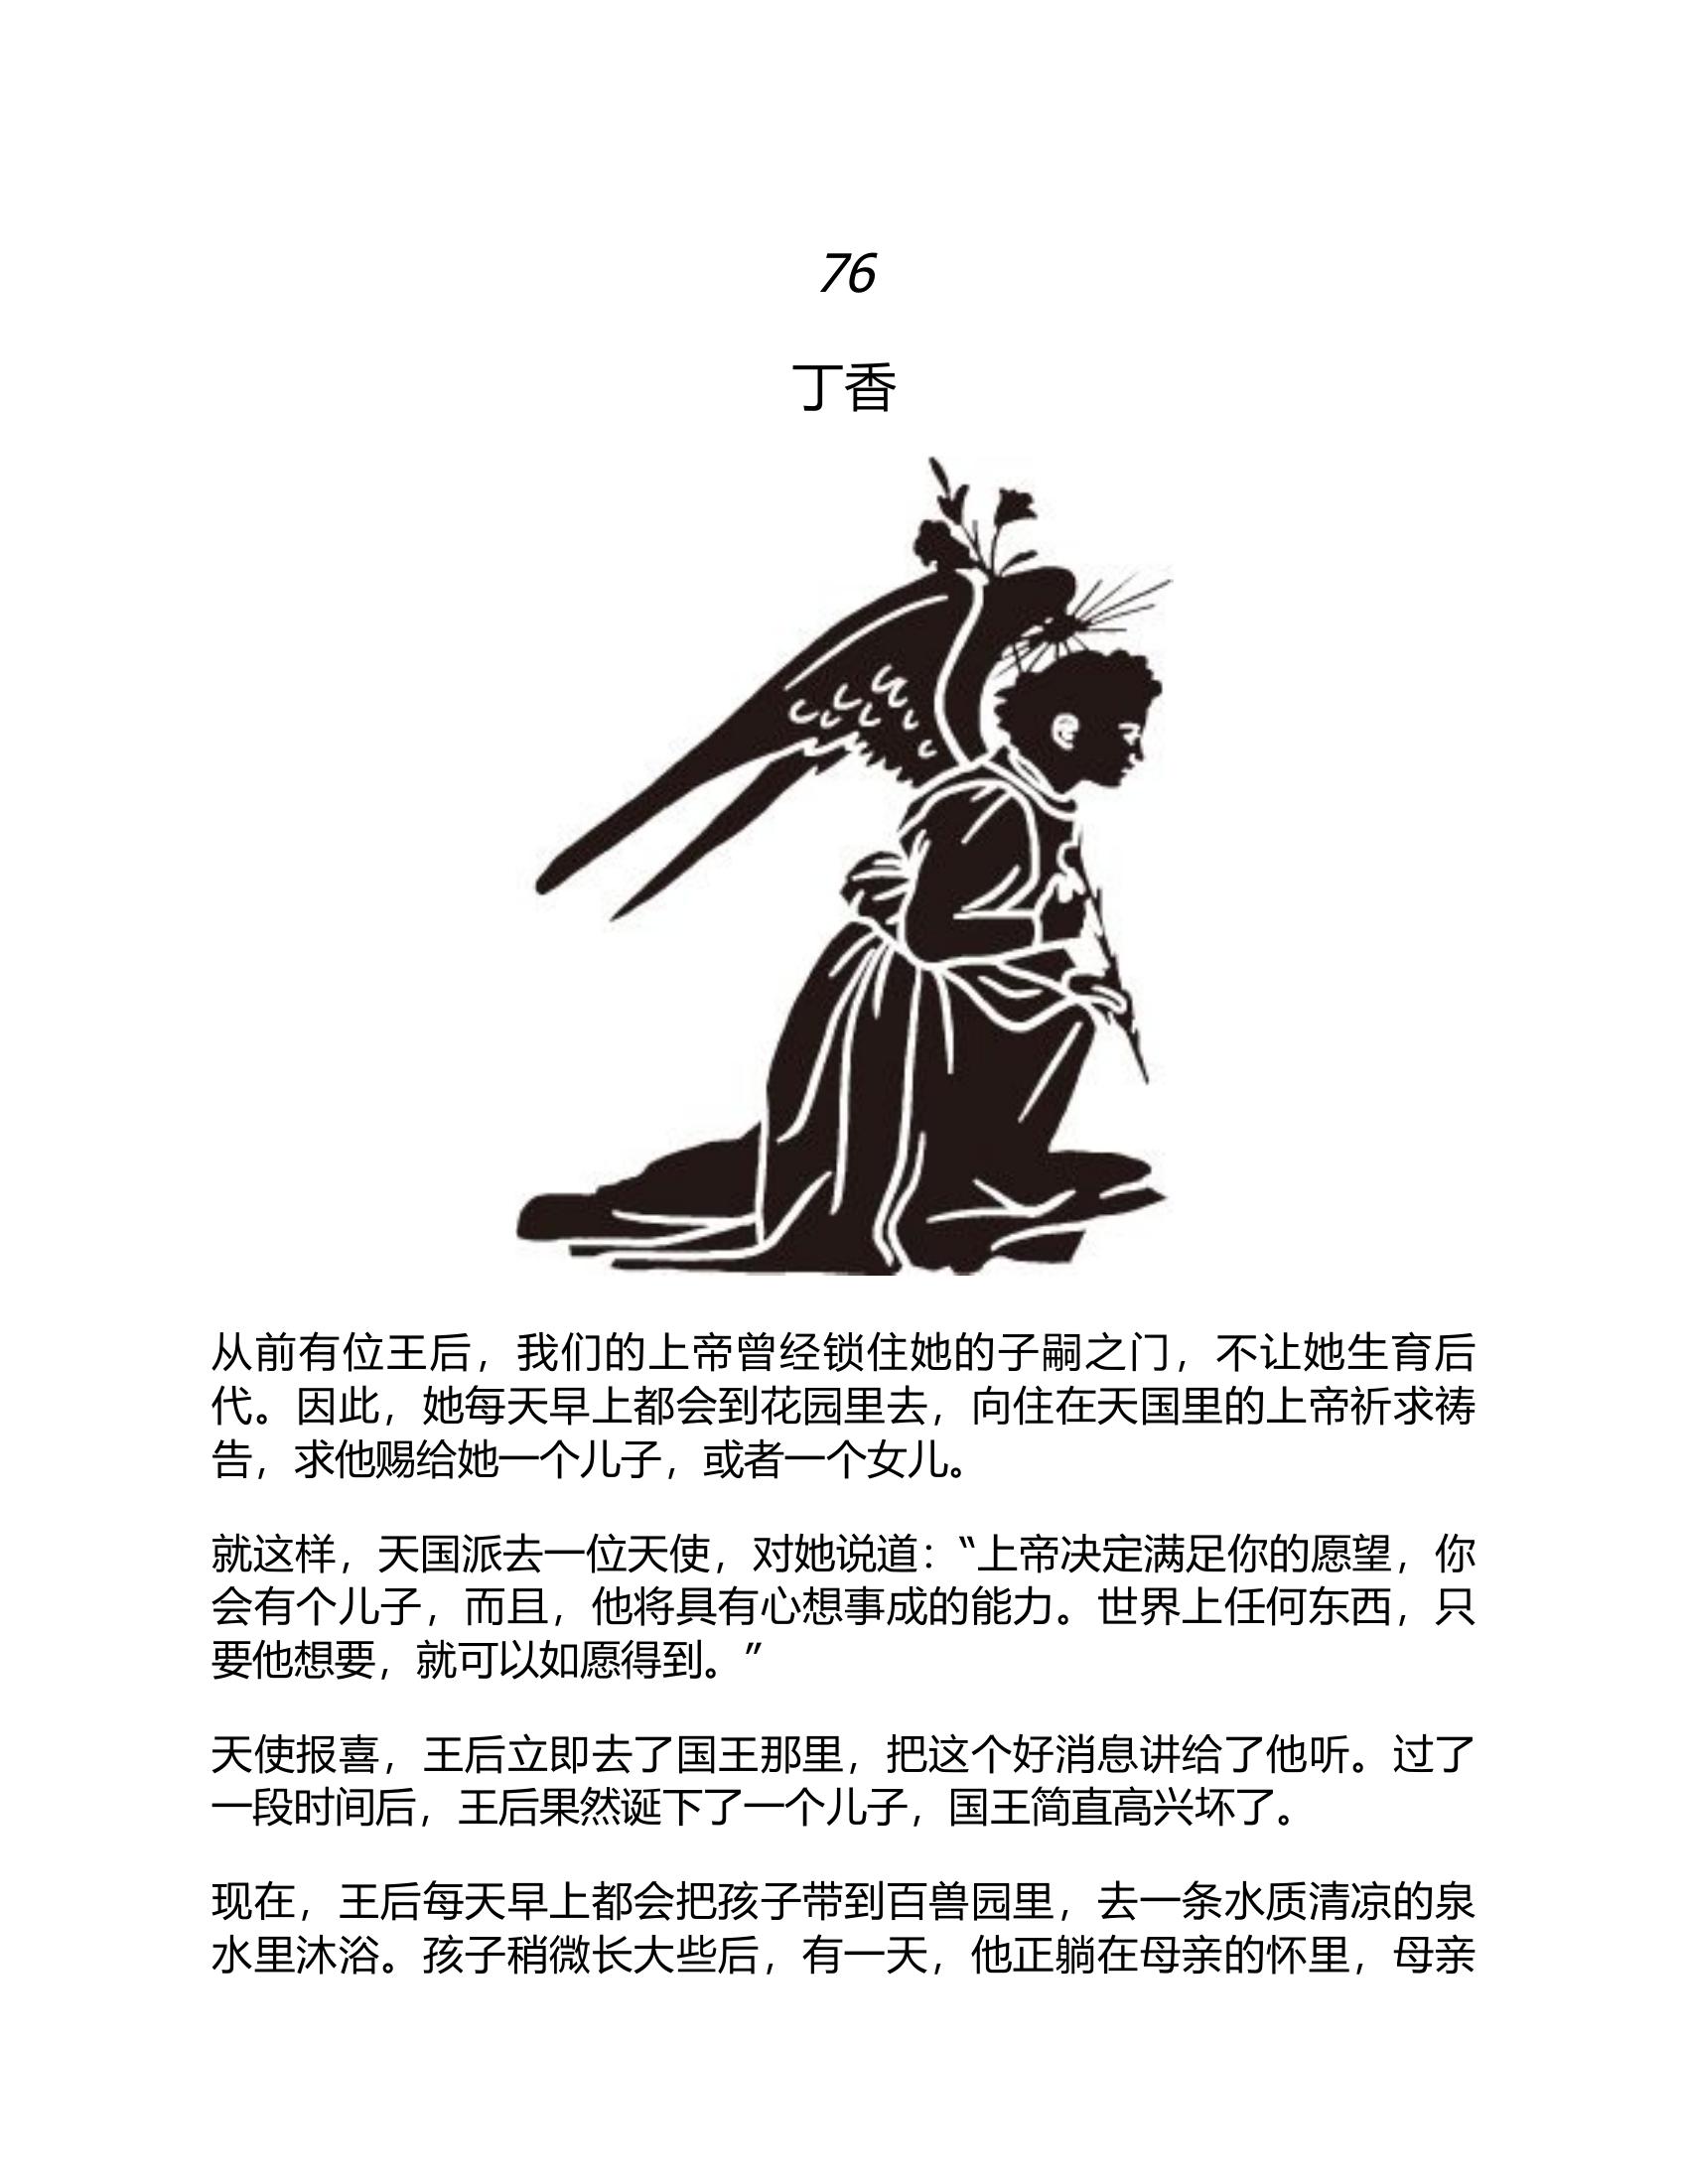 76
丁香
从前有位王后，我们的上帝曾经锁住她的子嗣之门，不让她生育后
代。因此，她每天早上都会到花园里去，向住在天国里的上帝祈求祷
告，求他赐给她一个儿子，或者一个女儿。
就这样，天国派去一位天使，对她说道：“上帝决定满足你的愿望，你
会有个儿子，而且，他将具有心想事成的能力。世界上任何东西，只
要他想要，就可以如愿得到。”
天使报喜，王后立即去了国王那里，把这个好消息讲给了他听。过了
一段时间后，王后果然诞下了一个儿子，国王简直高兴坏了。
现在，王后每天早上都会把孩子带到百兽园里，去一条水质清凉的泉
水里沐浴。孩子稍微长大些后，有一天，他正躺在母亲的怀里，母亲